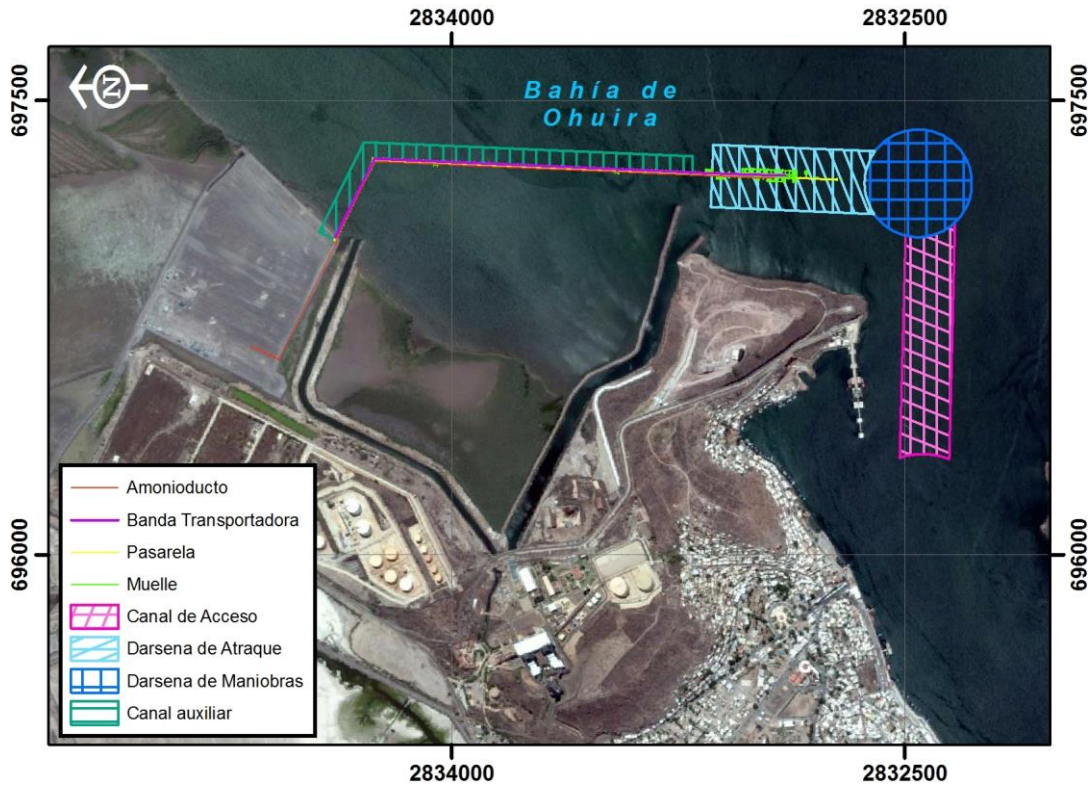 2834000
2832500
697500
697500
N
Bahía de
Ohuira
696000
696000
Amonioducto
Banda Transportadora
Pasarela
Muelle
Canal de Acceso
Darsena de Atraque
Darsena de Maniobras
Canal auxiliar
2834000
2832500